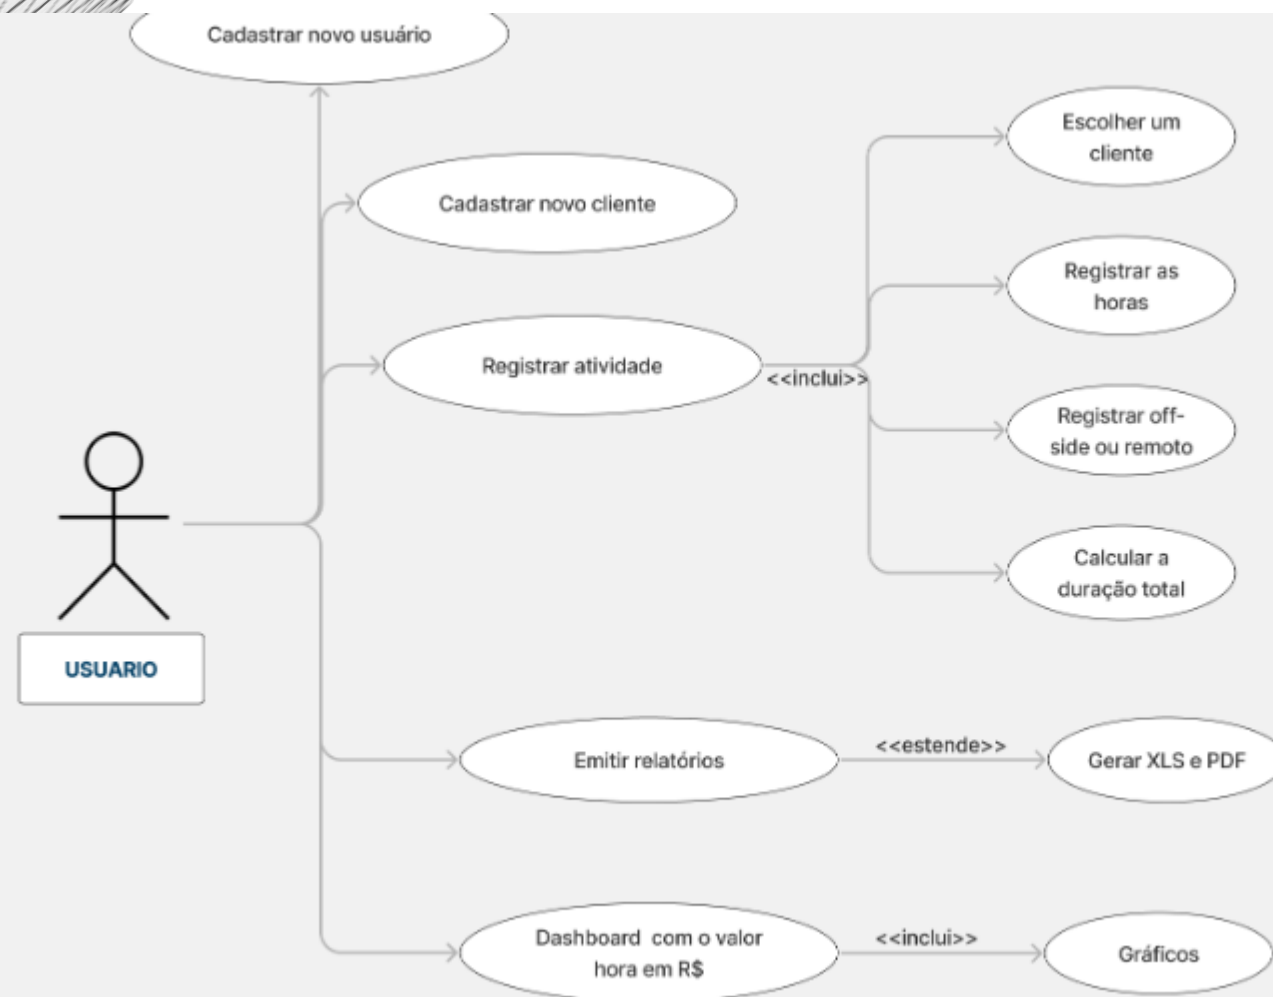 Cadastrar novo usuário
Escolher um
cliente
Cadastrar novo cliente
Registrar as
horas
Registrar atividade
<<inclui>>
Registrar off-
side ou remoto
Calcular a
duração total
USUARIO
Emitir relatórios
<<estende>>
Gerar XLS e PDF
Dashboard com o valor
hora em R$
<<inclui>>
Gráficos